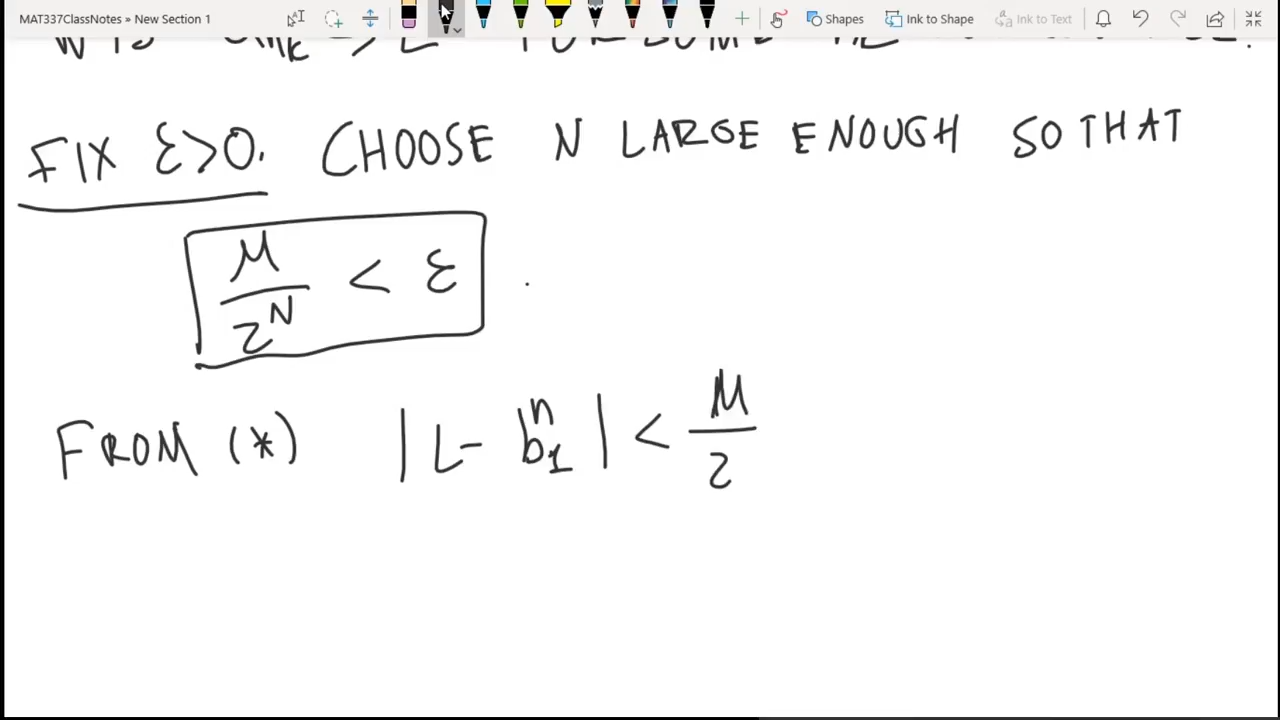 MAT337ClassNotes » New Section 1
Shapes Ink to Shape Ink to Text
FIX ε>0. CHOOSE N LARGE ENOUGH SO THAT
M/2^N < ε .
FROM (*) |L - b_1^n| < M/2